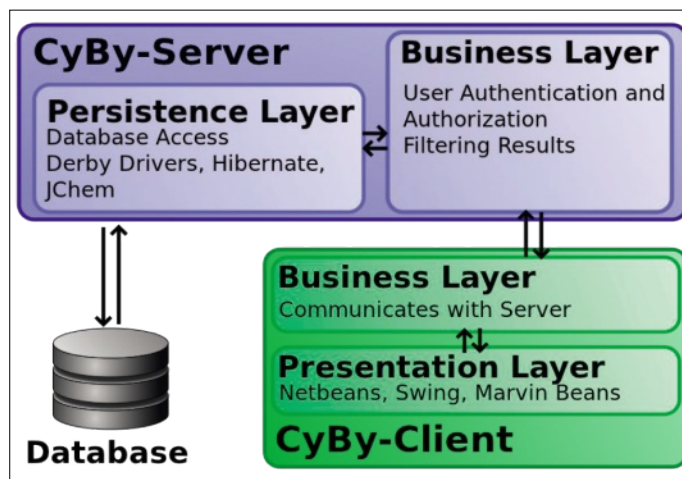 CyBy-Server
Persistence Layer
Database Access
Derby Drivers, Hibernate,
JChem
Business Layer
User Authentication and
Authorization
Filtering Results
Business Layer
Communicates with Server
Presentation Layer
Netbeans, Swing, Marvin Beans
CyBy-Client
Database